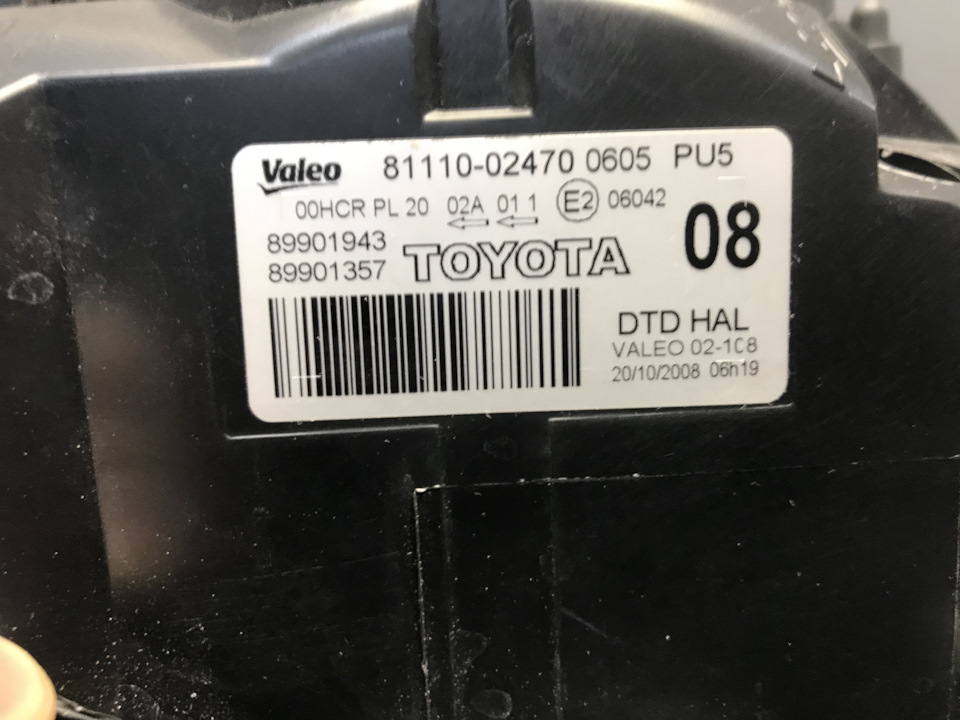 Valeo 81110-02470 0605 PU5
00HCR PL 20 02A 01 1 E2 06042
89901943
89901357 TOYOTA 08
DTD HAL
VALEO 02-108
20/10/2008 06h19